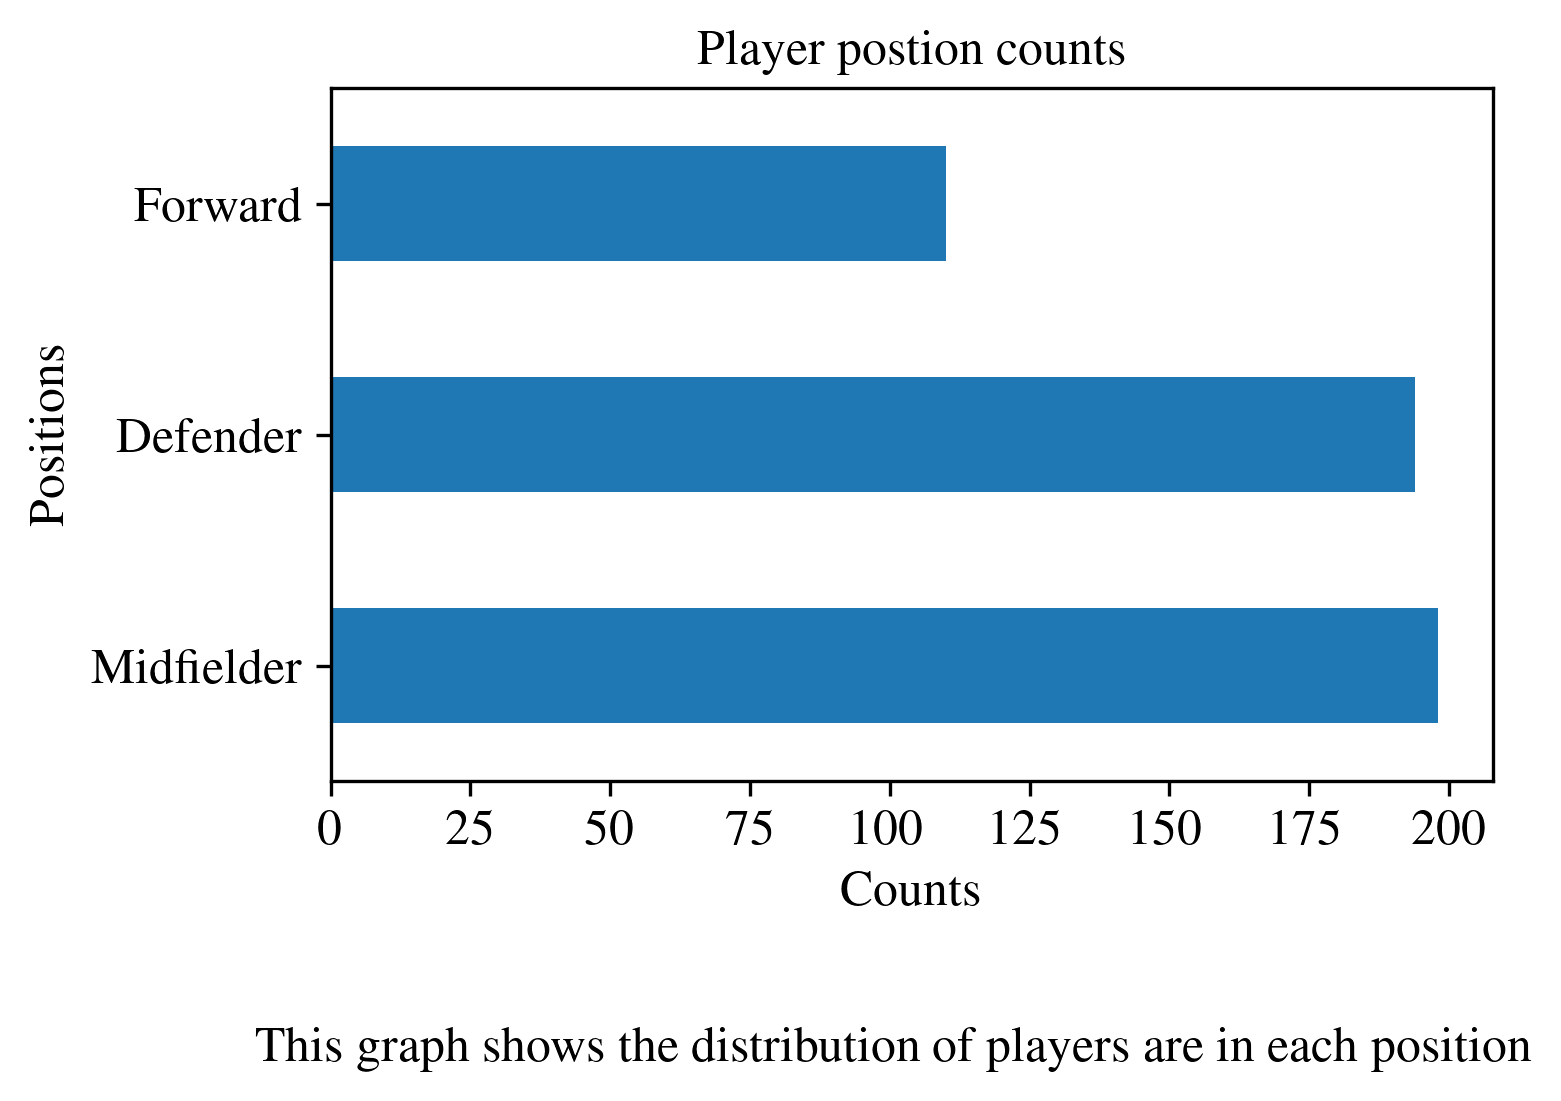 Player postion counts
Forward
Defender
Midfielder
Positions
0 25 50 75 100 125 150 175 200
Counts
This graph shows the distribution of players are in each position